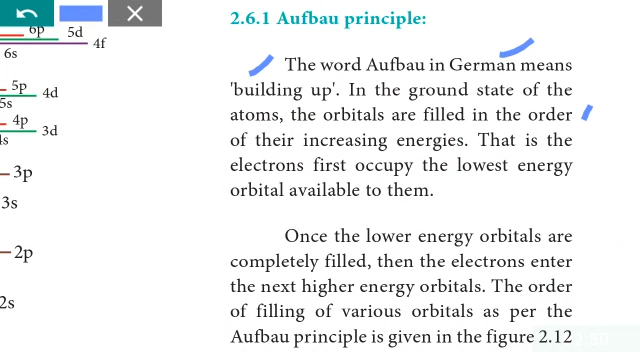 2.6.1 Aufbau principle:
6p
5d
4f
6s
5p
4d
5s
4p
3d
3p
3s
2p
2s
The word Aufbau in German means
'building up'. In the ground state of the
atoms, the orbitals are filled in the order
of their increasing energies. That is the
electrons first occupy the lowest energy
orbital available to them.
Once the lower energy orbitals are
completely filled, then the electrons enter
the next higher energy orbitals. The order
of filling of various orbitals as per the
Aufbau principle is given in the figure 2.12